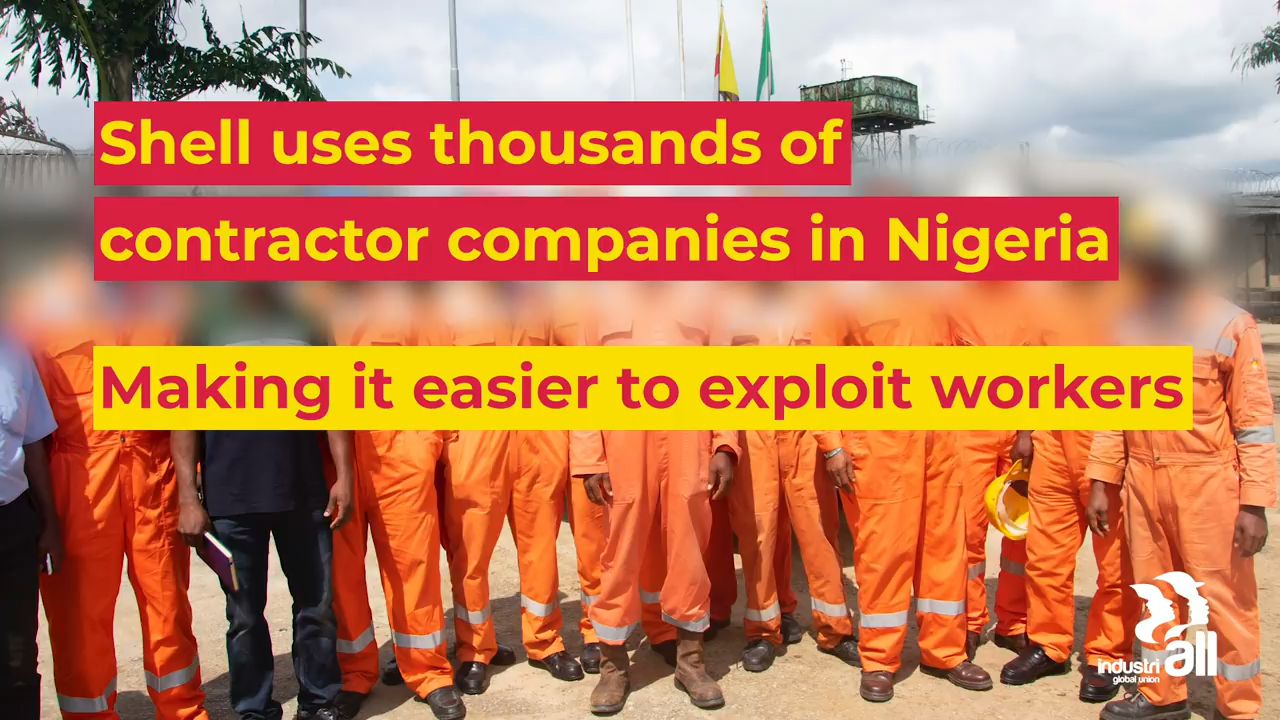 Shell uses thousands of
contractor companies in Nigeria
Making it easier to exploit workers
industriall
global union